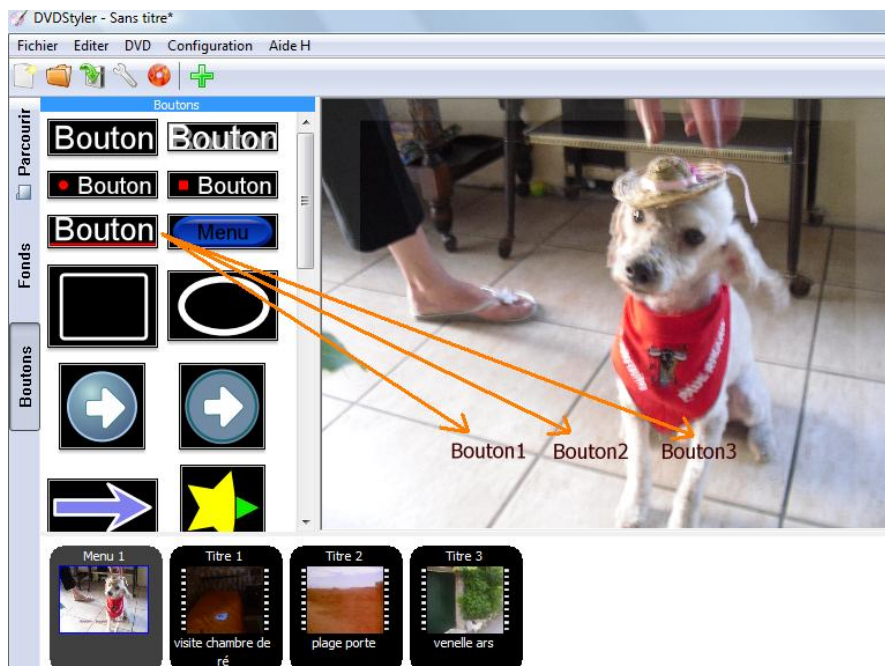 DVDStyler - Sans titre*
Fichier Editer DVD Configuration Aide H
Parcourir
Fonds
Boutons
Boutons
Bouton Bouton
Bouton Bouton
Bouton Menu
Bouton1 Bouton2 Bouton3
Menu 1 Titre 1 Titre 2 Titre 3
visite chambre de ré plage porte venelle ars